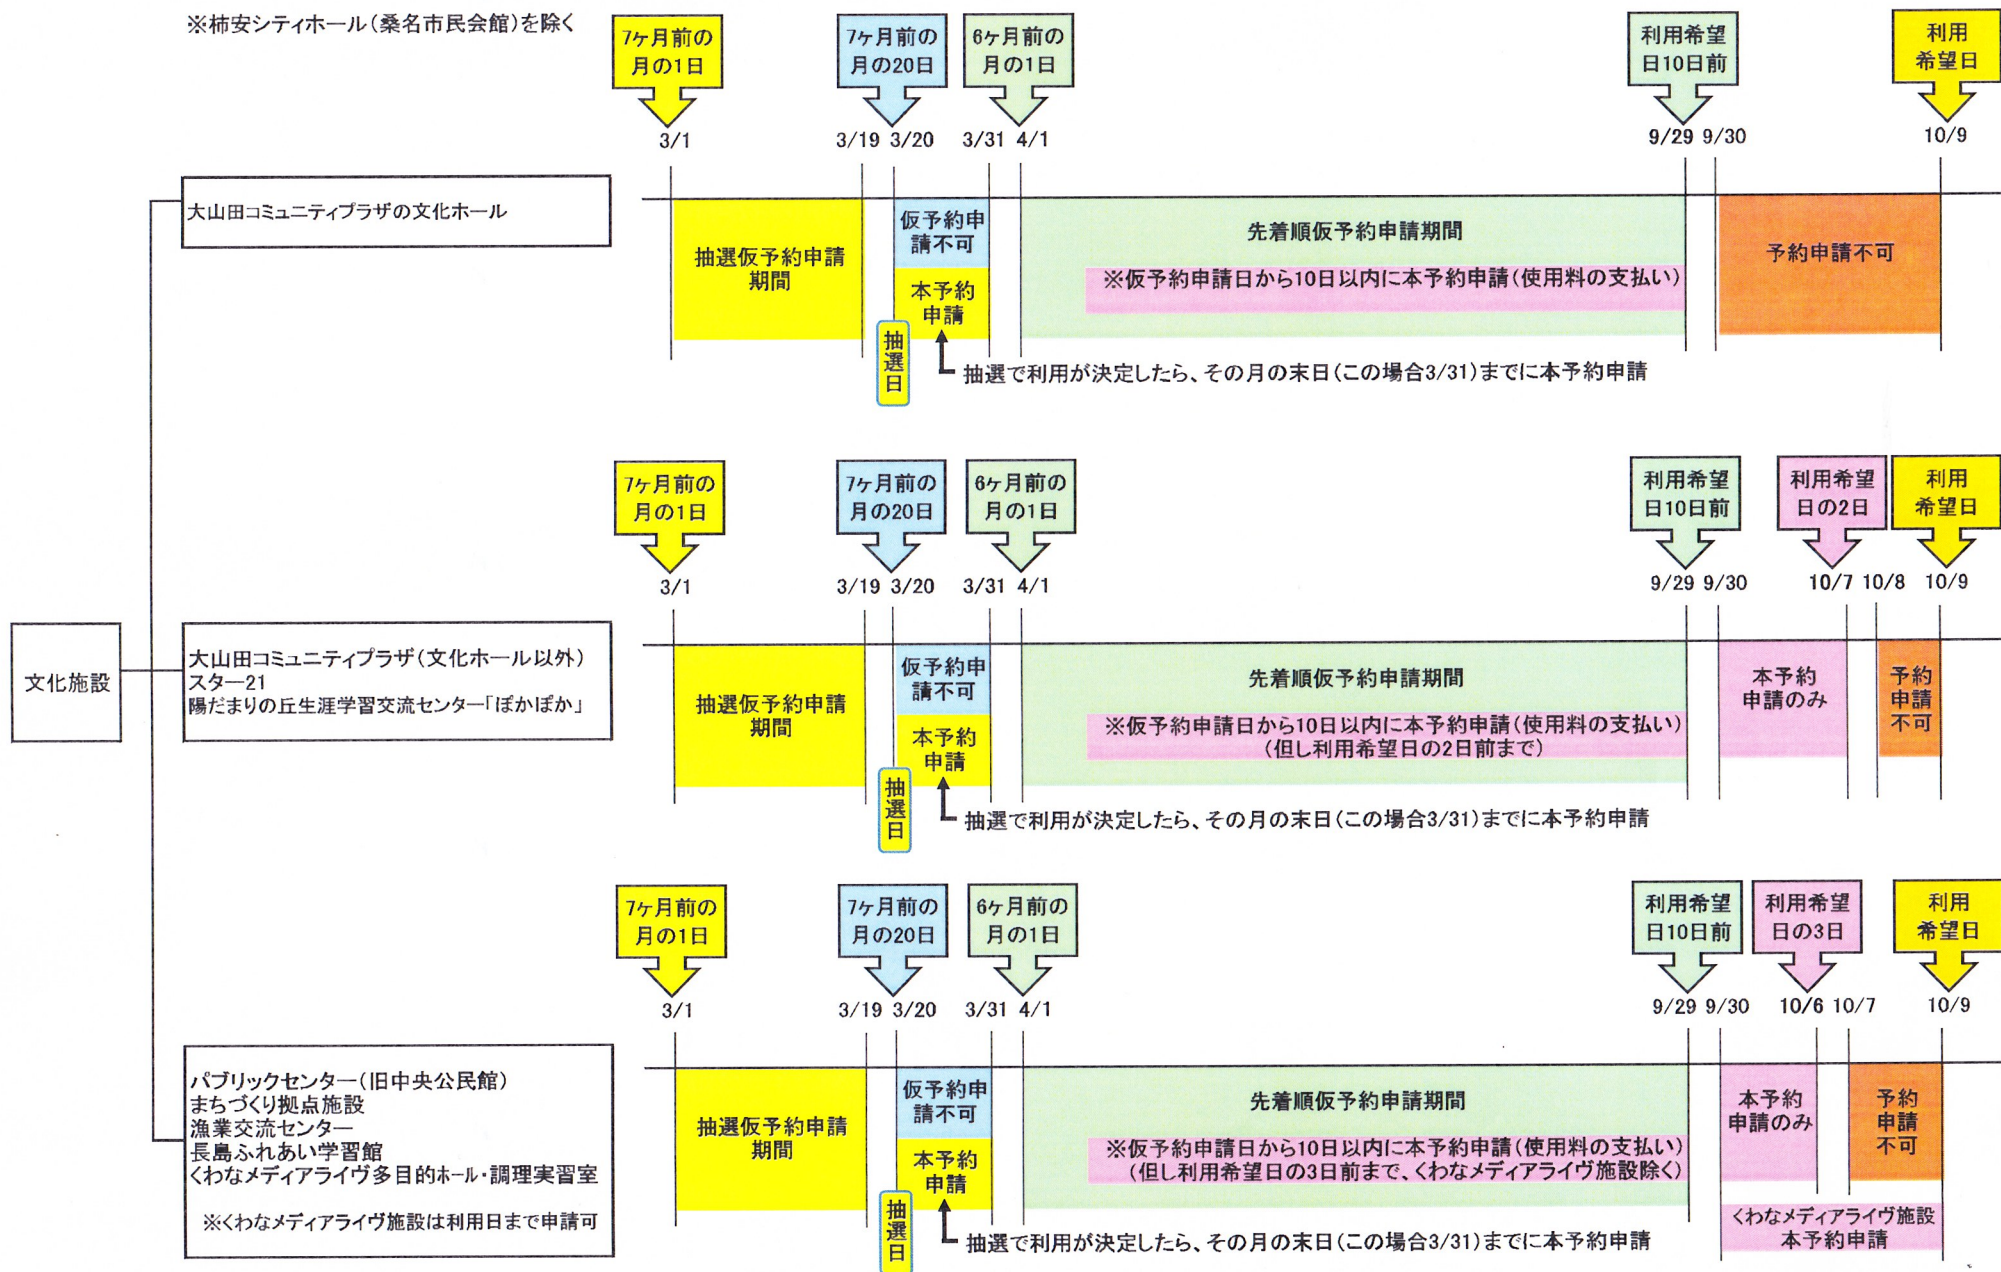 ※柿安シティホール(桑名市民会館)を除く
7ヶ月前の
月の1日
7ヶ月前の
月の20日
6ヶ月前の
月の1日
利用希望
日10日前
利用
希望日
3/1
3/19 3/20
3/31 4/1
9/29 9/30
10/9
大山田コミュニティプラザの文化ホール
抽選仮予約申請
期間
仮予約申
請不可
本予約
申請
抽選日
先着順仮予約申請期間
※仮予約申請日から10日以内に本予約申請(使用料の支払い)
予約申請不可
抽選で利用が決定したら、その月の末日(この場合3/31)までに本予約申請
7ヶ月前の
月の1日
7ヶ月前の
月の20日
6ヶ月前の
月の1日
利用希望
日10日前
利用希望
日の2日
利用
希望日
3/1
3/19 3/20
3/31 4/1
9/29 9/30
10/7 10/8
10/9
文化施設
大山田コミュニティプラザ(文化ホール以外)
スター21
陽だまりの丘生涯学習交流センター「ぽかぽか」
抽選仮予約申請
期間
仮予約申
請不可
本予約
申請
抽選日
先着順仮予約申請期間
※仮予約申請日から10日以内に本予約申請(使用料の支払い)
(但し利用希望日の2日前まで)
本予約
申請のみ
予約
申請
不可
抽選で利用が決定したら、その月の末日(この場合3/31)までに本予約申請
7ヶ月前の
月の1日
7ヶ月前の
月の20日
6ヶ月前の
月の1日
利用希望
日10日前
利用希望
日の3日
利用
希望日
3/1
3/19 3/20
3/31 4/1
9/29 9/30
10/6 10/7
10/9
パブリックセンター(旧中央公民館)
まちづくり拠点施設
漁業交流センター
長島ふれあい学習館
くわなメディアライヴ多目的ホール・調理実習室
※くわなメディアライヴ施設は利用日まで申請可
抽選仮予約申請
期間
仮予約申
請不可
本予約
申請
抽選日
先着順仮予約申請期間
※仮予約申請日から10日以内に本予約申請(使用料の支払い)
(但し利用希望日の3日前まで、くわなメディアライヴ施設除く)
本予約
申請のみ
予約
申請
不可
くわなメディアライヴ施設
本予約申請
抽選で利用が決定したら、その月の末日(この場合3/31)までに本予約申請